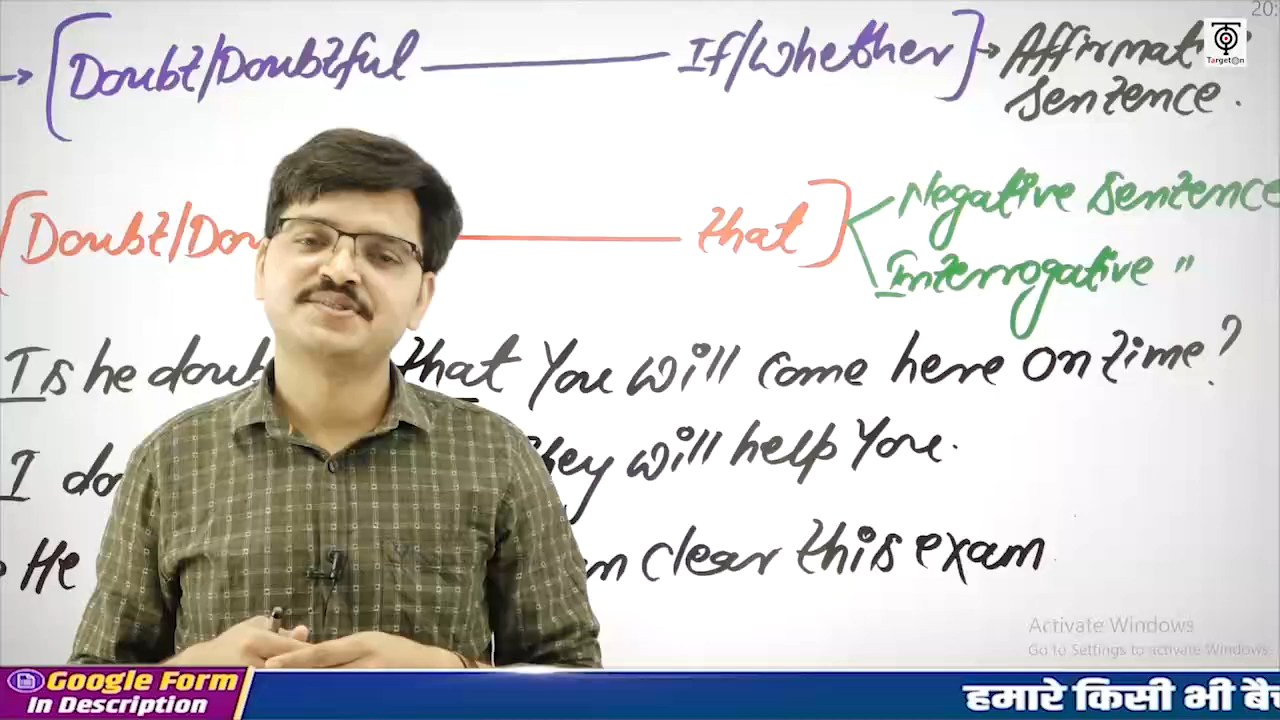 20:
Doubt/Doubtful If/Whether Affirmat
Sentence.
TargetOn
Doubt/Dou that Negative Sentence
Interrogative "
Is he doub that You will come here on time?
I do hey will help You.
He n clear this exam
Activate Windows
Go to Settings to activate Windows.
Google Form
In Description
हमारे किसी भी बैच